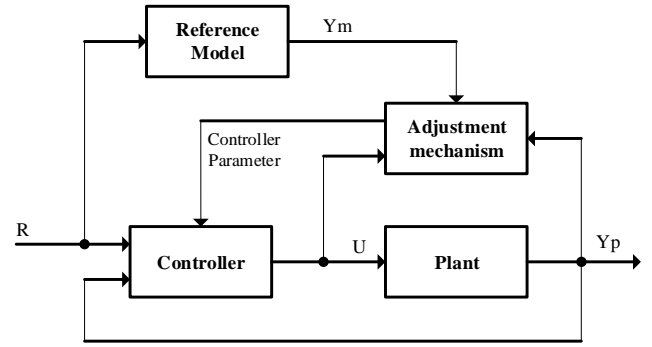 Reference
Model
Ym
Controller
Parameter
Adjustment
mechanism
R
Controller
U
Plant
Yp